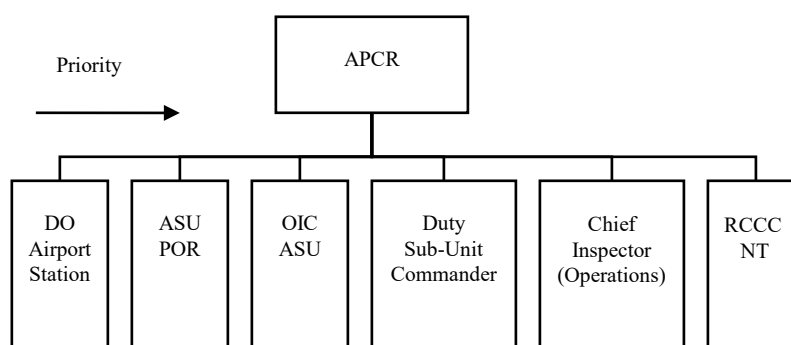 APCR
Priority
DO
Airport
Station
ASU
POR
OIC
ASU
Duty
Sub-Unit
Commander
Chief
Inspector
(Operations)
RCCC
NT